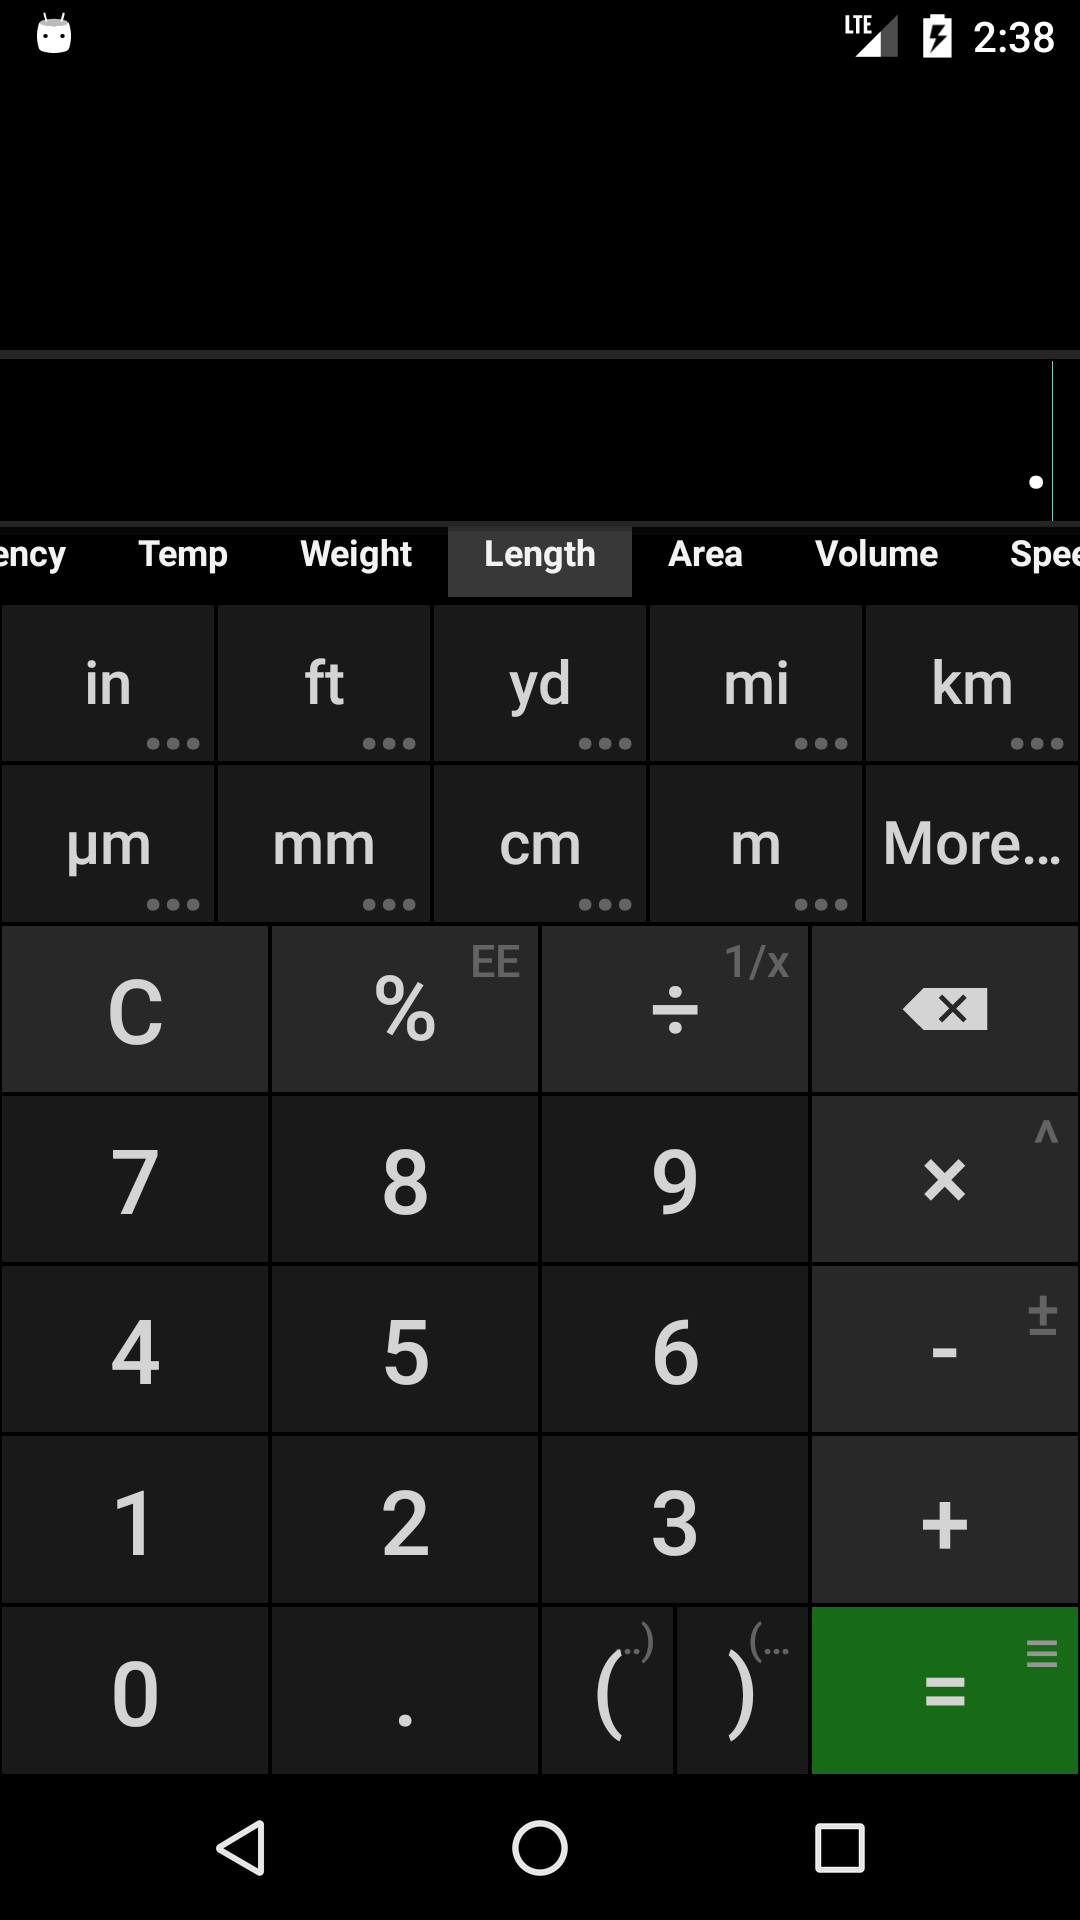 LTE 2:38
.
ency Temp Weight Length Area Volume Spee
in ft yd mi km
µm mm cm m More...
C % EE ÷ 1/x
7 8 9 × ^
4 5 6 - ±
1 2 3 +
0 . ( ..) ) (... =